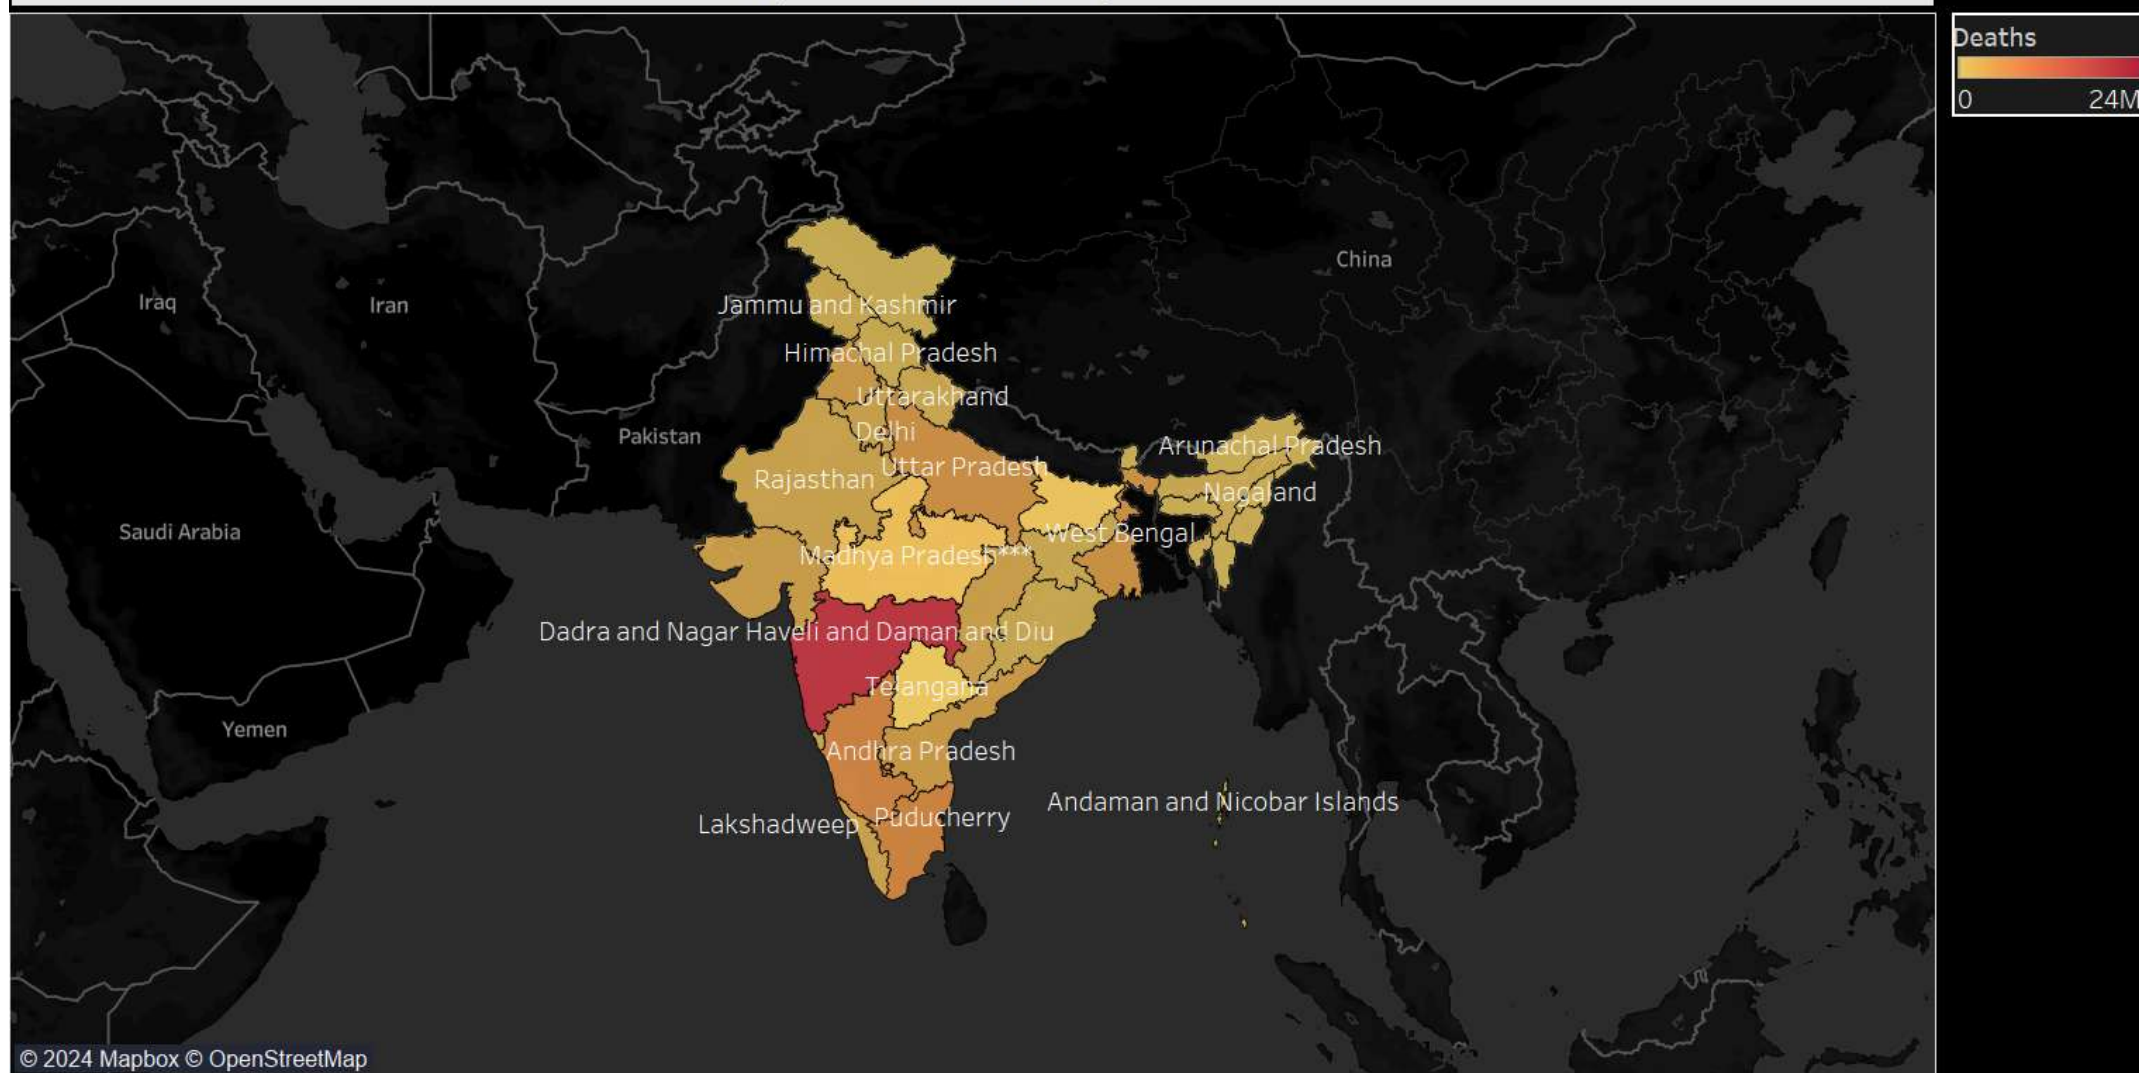 Deaths
0 24M
China
Iraq
Iran
Jammu and Kashmir
Himachal Pradesh
Uttarakhand
Delhi
Pakistan
Arunachal Pradesh
Uttar Pradesh
Rajasthan
Nagaland
Saudi Arabia
West Bengal
Madhya Pradesh***
Dadra and Nagar Haveli and Daman and Diu
Telangana
Yemen
Andhra Pradesh
Andaman and Nicobar Islands
Lakshadweep
Puducherry
© 2024 Mapbox © OpenStreetMap